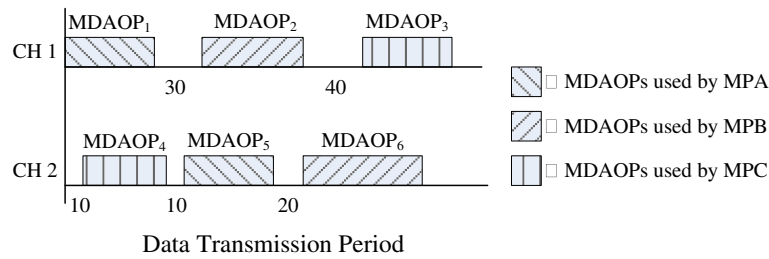 MDAOP1 MDAOP2 MDAOP3
CH 1
30 40
MDAOPs used by MPA
MDAOPs used by MPB
MDAOPs used by MPC
MDAOP4 MDAOP5 MDAOP6
CH 2
10 10 20
Data Transmission Period